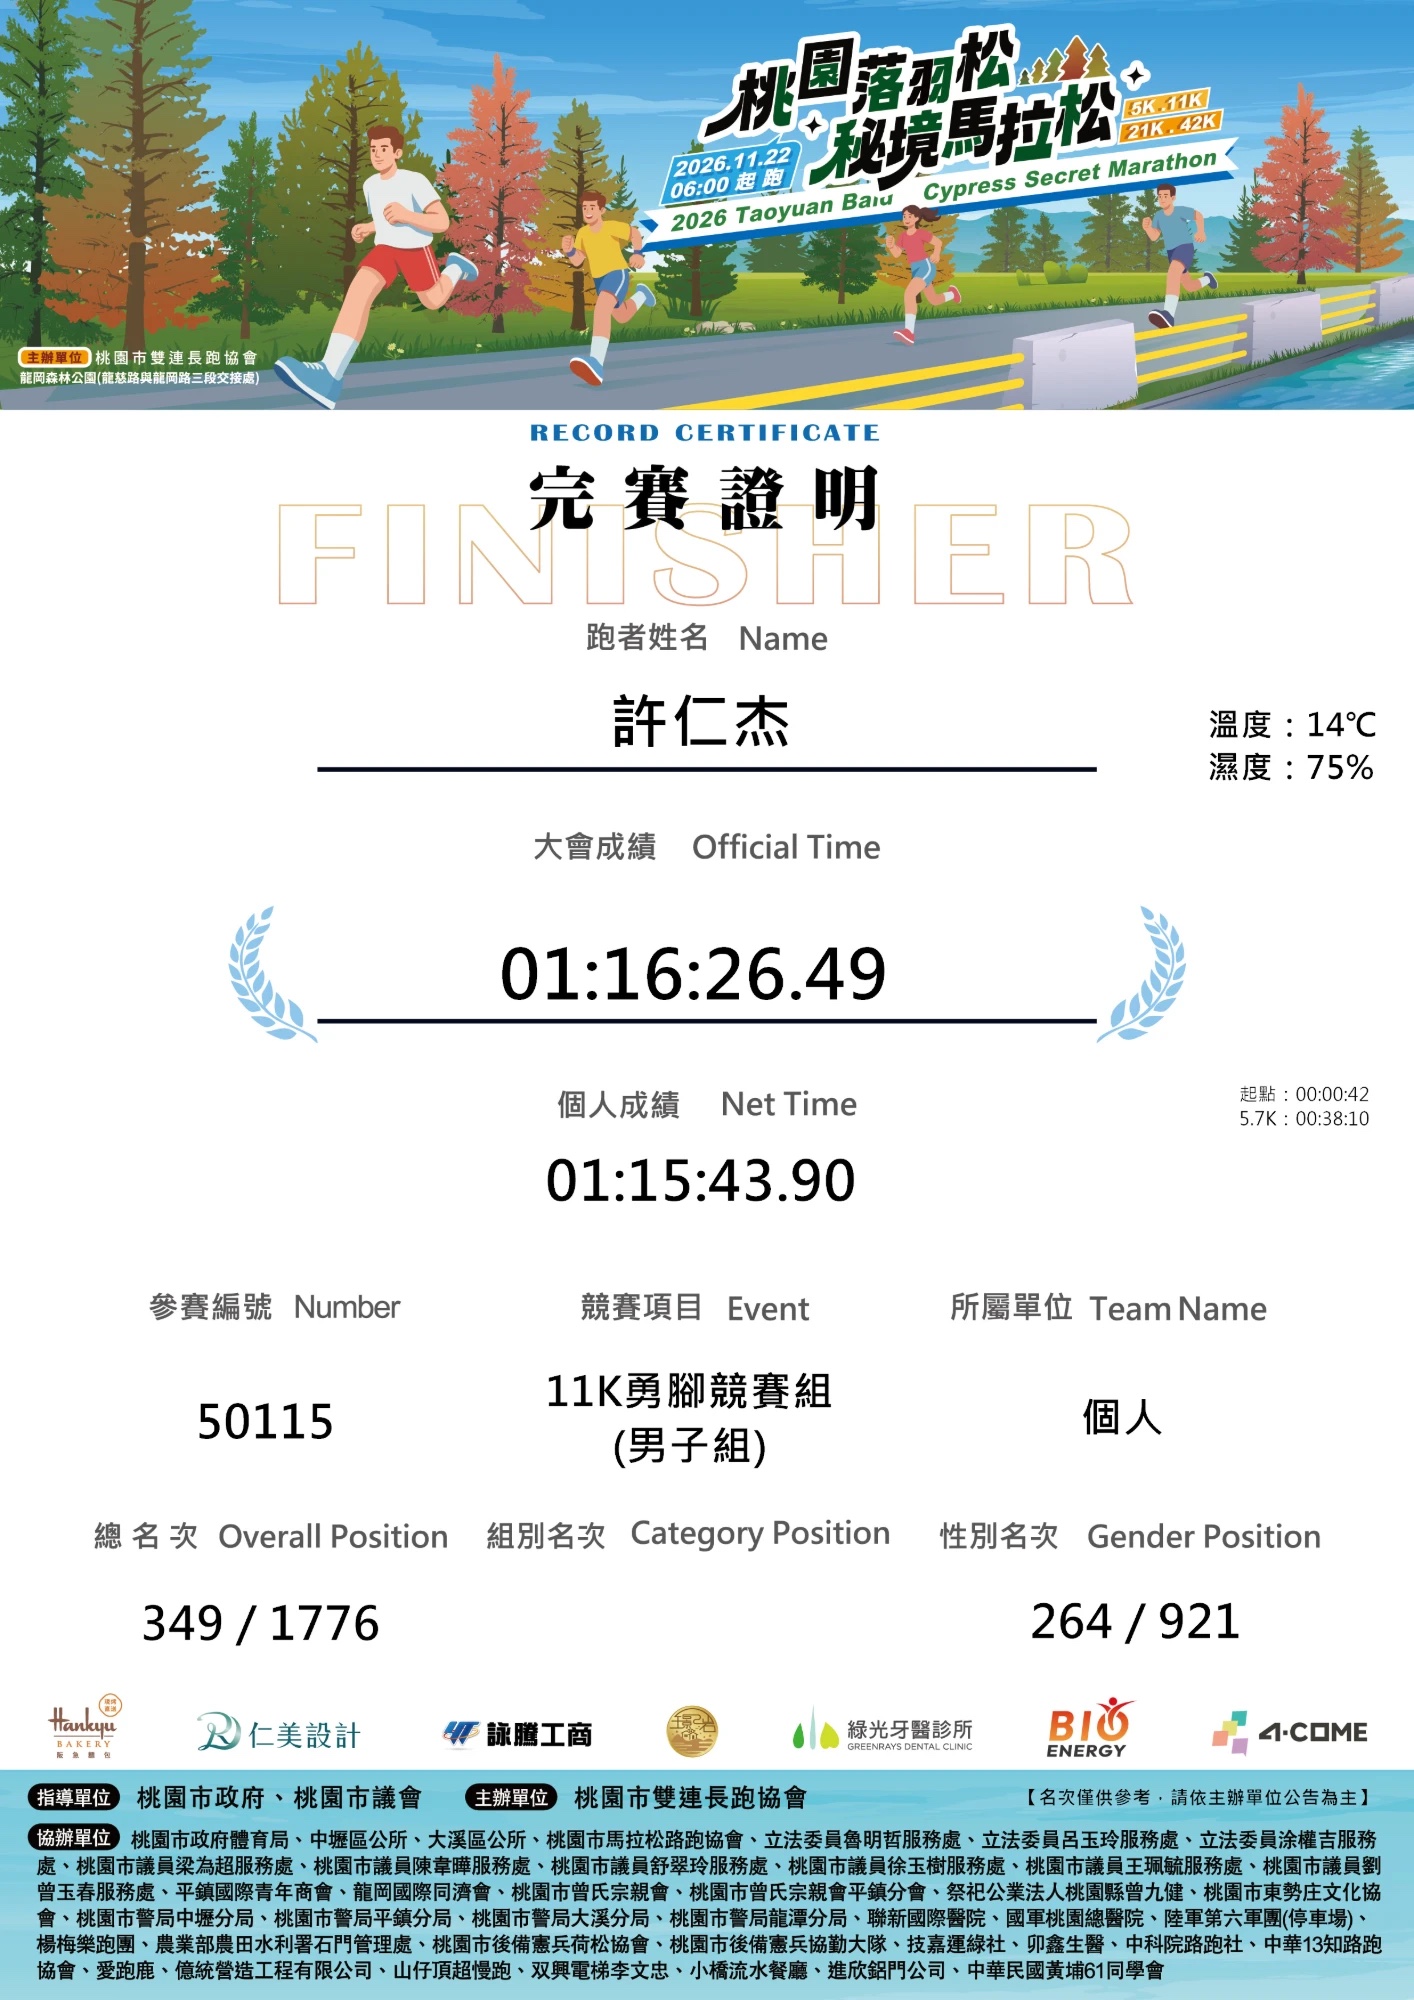 桃園落羽松
秘境馬拉松
5K.11K
21K.42K
2026.11.22
06:00 起跑
2026 Taoyuan Bald Cypress Secret Marathon
主辦單位 桃園市雙連長跑協會
龍岡森林公園(龍慈路與龍岡路三段交接處)
RECORD CERTIFICATE
完賽證明
FINISHER
跑者姓名 Name
許仁杰
溫度：14℃
濕度：75%
大會成績 Official Time
01:16:26.49
個人成績 Net Time
起點：00:00:42
5.7K：00:38:10
01:15:43.90
參賽編號 Number
競賽項目 Event
所屬單位 Team Name
50115
11K勇腳競賽組
(男子組)
個人
總名次 Overall Position
組別名次 Category Position
性別名次 Gender Position
349 / 1776
264 / 921
Hankyu
BAKERY
阪急麵包
仁美設計
詠騰工商
綠光牙醫診所
GREENRAYS DENTAL CLINIC
BIO
ENERGY
A-COME
指導單位 桃園市政府、桃園市議會 主辦單位 桃園市雙連長跑協會
【名次僅供參考，請依主辦單位公告為主】
協辦單位 桃園市政府體育局、中壢區公所、大溪區公所、桃園市馬拉松路跑協會、立法委員魯明哲服務處、立法委員呂玉玲服務處、立法委員涂權吉服務
處、桃園市議員梁為超服務處、桃園市議員陳韋曄服務處、桃園市議員舒翠玲服務處、桃園市議員徐玉樹服務處、桃園市議員王珮毓服務處、桃園市議員劉
曾玉春服務處、平鎮國際青年商會、龍岡國際同濟會、桃園市曾氏宗親會、桃園市曾氏宗親會平鎮分會、祭祀公業法人桃園縣曾九健、桃園市東勢庄文化協
會、桃園市警局中壢分局、桃園市警局平鎮分局、桃園市警局大溪分局、桃園市警局龍潭分局、聯新國際醫院、國軍桃園總醫院、陸軍第六軍團(停車場)、
楊梅樂跑團、農業部農田水利署石門管理處、桃園市後備憲兵荷松協會、桃園市後備憲兵協勤大隊、技嘉運綠社、卯鑫生醫、中科院路跑社、中華13知路跑
協會、愛跑鹿、億統營造工程有限公司、山仔頂超慢跑、双興電梯李文忠、小橋流水餐廳、進欣鋁門公司、中華民國黃埔61同學會